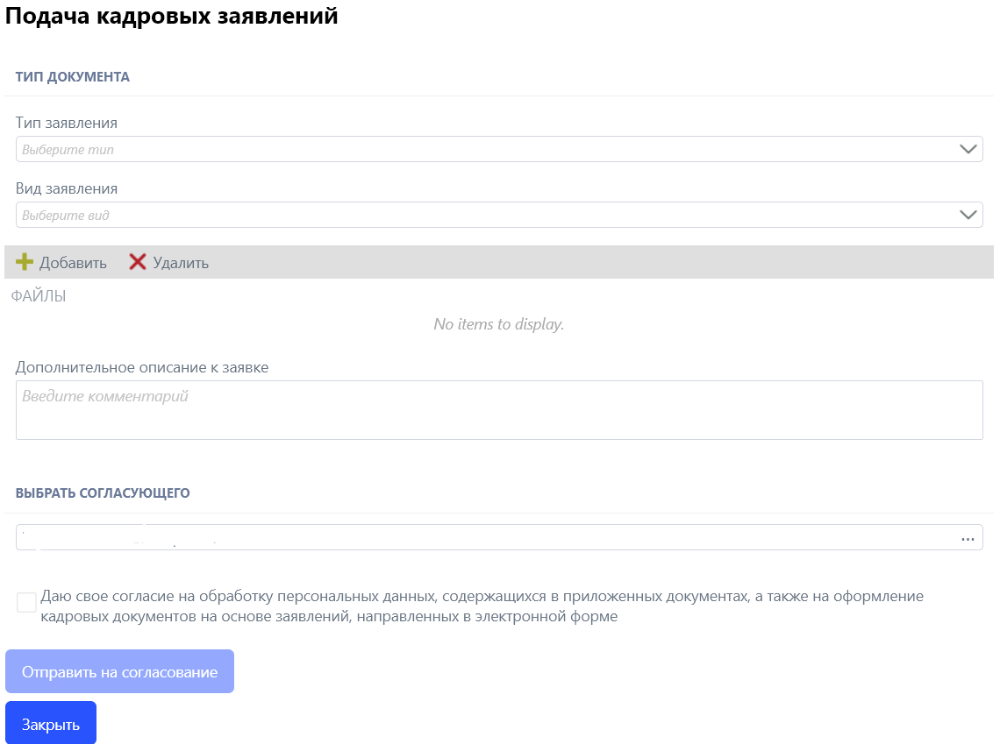 Подача кадровых заявлений
ТИП ДОКУМЕНТА
Тип заявления
Выберите тип
Вид заявления
Выберите вид
Добавить Удалить
ФАЙЛЫ
No items to display.
Дополнительное описание к заявке
Введите комментарий
ВЫБРАТЬ СОГЛАСУЮЩЕГО
...
Даю свое согласие на обработку персональных данных, содержащихся в приложенных документах, а также на оформление
кадровых документов на основе заявлений, направленных в электронной форме
Отправить на согласование
Закрыть